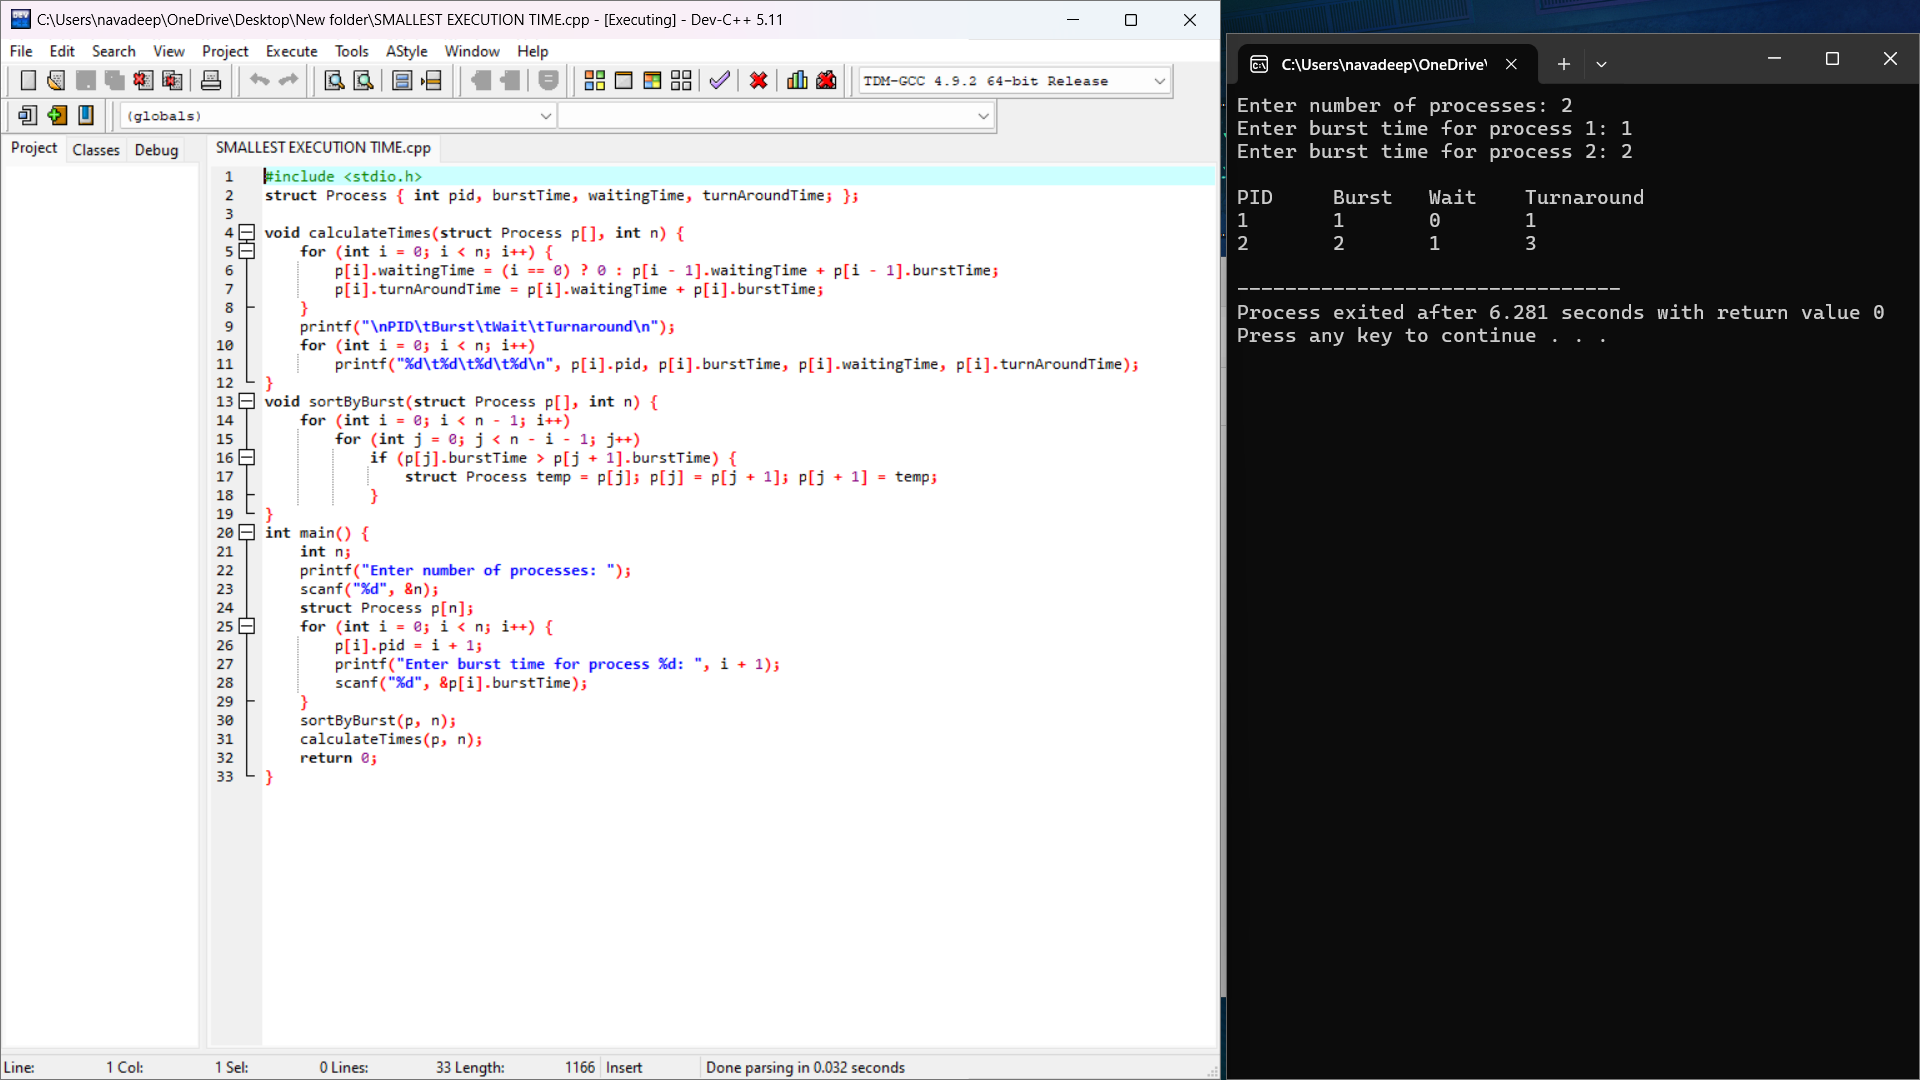 C:\Users\navadeep\OneDrive\Desktop\New folder\SMALLEST EXECUTION TIME.cpp - [Executing] - Dev-C++ 5.11
File Edit Search View Project Execute Tools AStyle Window Help
TDM-GCC 4.9.2 64-bit Release
(globals)
Project Classes Debug
SMALLEST EXECUTION TIME.cpp
1 #include <stdio.h>
2 struct Process { int pid, burstTime, waitingTime, turnAroundTime; };
3
4 void calculateTimes(struct Process p[], int n) {
5     for (int i = 0; i < n; i++) {
6         p[i].waitingTime = (i == 0) ? 0 : p[i - 1].waitingTime + p[i - 1].burstTime;
7         p[i].turnAroundTime = p[i].waitingTime + p[i].burstTime;
8     }
9     printf("\nPID\tBurst\tWait\tTurnaround\n");
10     for (int i = 0; i < n; i++)
11         printf("%d\t%d\t%d\t%d\n", p[i].pid, p[i].burstTime, p[i].waitingTime, p[i].turnAroundTime);
12 }
13 void sortByBurst(struct Process p[], int n) {
14     for (int i = 0; i < n - 1; i++)
15         for (int j = 0; j < n - i - 1; j++)
16             if (p[j].burstTime > p[j + 1].burstTime) {
17                 struct Process temp = p[j]; p[j] = p[j + 1]; p[j + 1] = temp;
18             }
19 }
20 int main() {
21     int n;
22     printf("Enter number of processes: ");
23     scanf("%d", &n);
24     struct Process p[n];
25     for (int i = 0; i < n; i++) {
26         p[i].pid = i + 1;
27         printf("Enter burst time for process %d: ", i + 1);
28         scanf("%d", &p[i].burstTime);
29     }
30     sortByBurst(p, n);
31     calculateTimes(p, n);
32     return 0;
33 }
Line: 1 Col: 1 Sel: 0 Lines: 33 Length: 1166 Insert Done parsing in 0.032 seconds
C:\Users\navadeep\OneDrive\
Enter number of processes: 2
Enter burst time for process 1: 1
Enter burst time for process 2: 2
PID Burst Wait Turnaround
1 1 0 1
2 2 1 3
--------------------------------
Process exited after 6.281 seconds with return value 0
Press any key to continue . . .